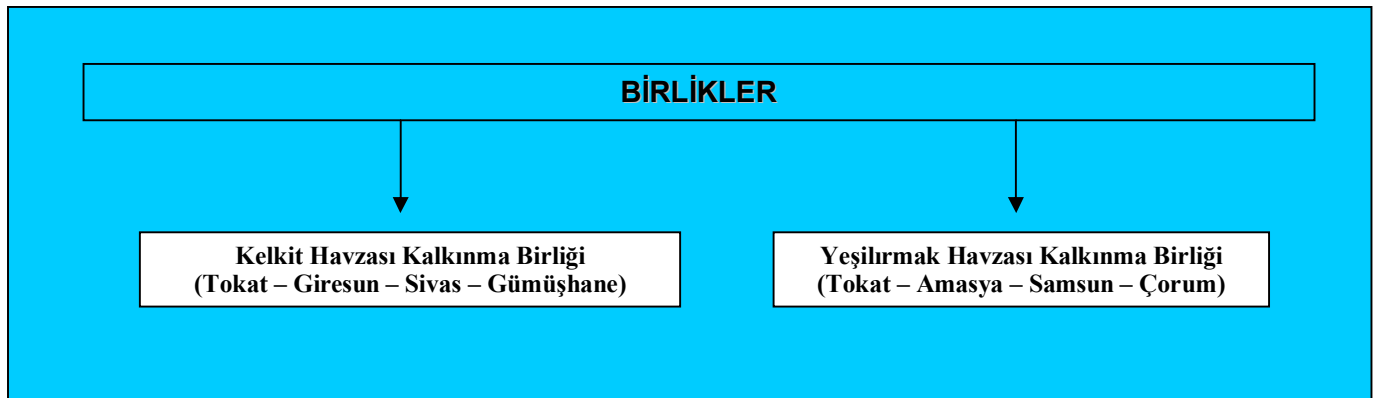 BİRLİKLER
Kelkit Havzası Kalkınma Birliği
(Tokat – Giresun – Sivas – Gümüşhane)
Yeşilırmak Havzası Kalkınma Birliği
(Tokat – Amasya – Samsun – Çorum)